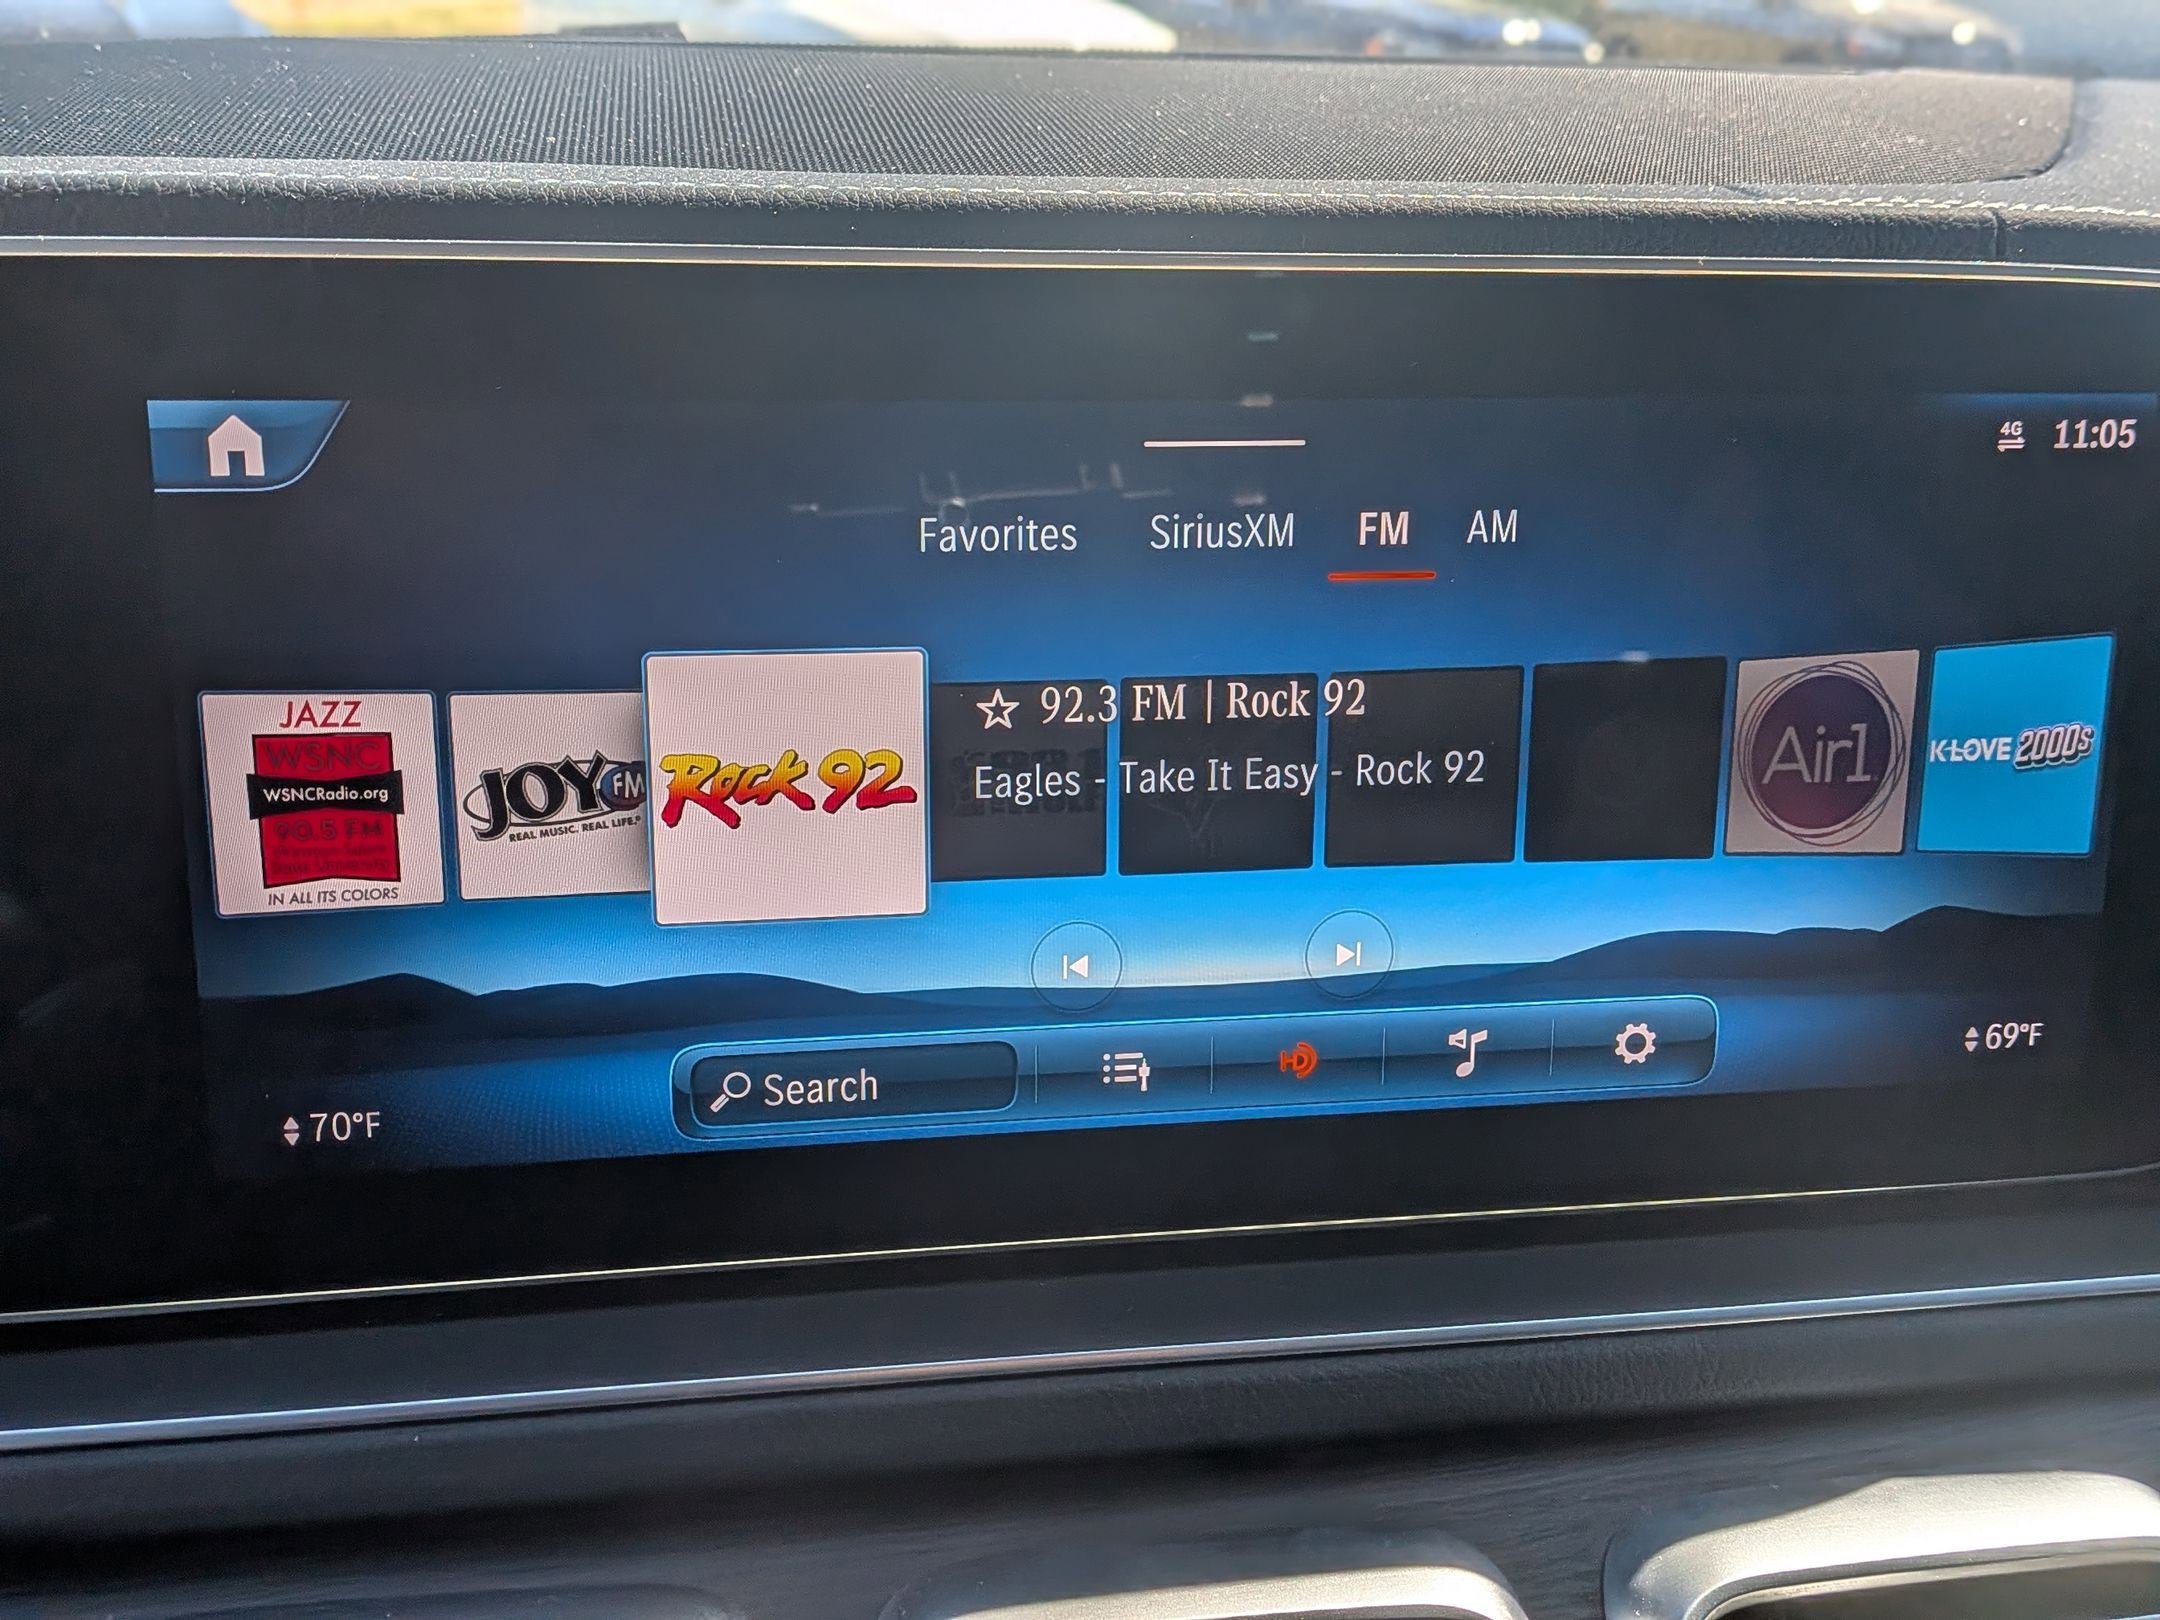 4G 11:05
Favorites SiriusXM FM AM
JAZZ
WSNC
WSNCRadio.org
90.5 FM
IN ALL ITS COLORS
JOY FM
REAL MUSIC. REAL LIFE.®
ROCK 92
92.3 FM | Rock 92
Eagles - Take It Easy - Rock 92
Air1
K-LOVE 2000s
Search
HD
70°F
69°F